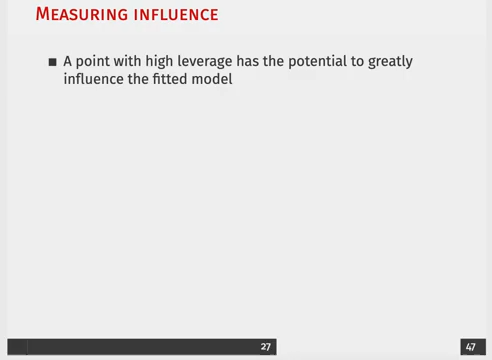 Measuring influence
A point with high leverage has the potential to greatly
influence the fitted model
27
47